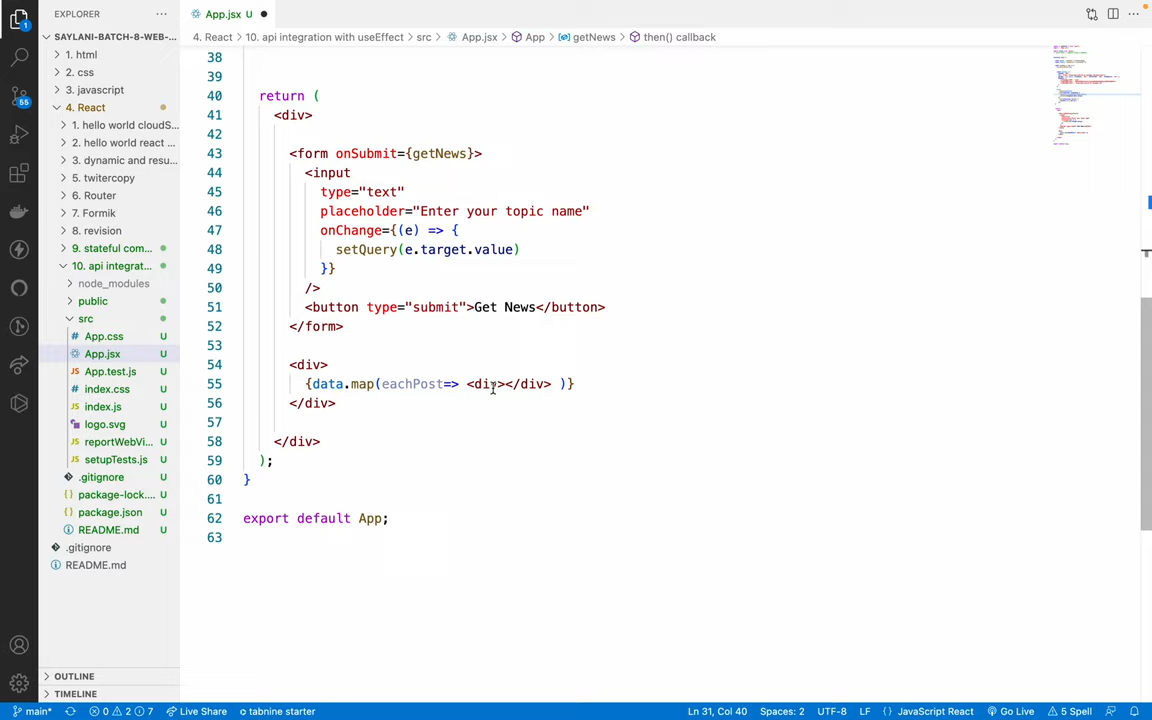 EXPLORER
SAYLANI-BATCH-8-WEB-...
1. html
2. css
3. javascript
4. React
1. hello world cloudS...
2. hello world react ...
3. dynamic and resu...
5. twitercopy
6. Router
7. Formik
8. revision
9. stateful com...
10. api integrat...
node_modules
public
src
App.css U
App.jsx U
App.test.js U
index.css U
index.js U
logo.svg U
reportWebVi... U
setupTests.js U
.gitignore U
package-lock.... U
package.json U
README.md U
.gitignore
README.md
OUTLINE
TIMELINE
1
55
App.jsx
4. React > 10. api integration with useEffect > src > App.jsx > App > getNews > then() callback
38
39
40 return (
41 <div>
42
43 <form onSubmit={getNews}>
44 <input
45 type="text"
46 placeholder="Enter your topic name"
47 onChange={(e) => {
48 setQuery(e.target.value)
49 }}
50 />
51 <button type="submit">Get News</button>
52 </form>
53
54 <div>
55 {data.map(eachPost=> <div></div> )}
56 </div>
57
58 </div>
59 );
60 }
61
62 export default App;
63
main* 0 2 7 Live Share tabnine starter Ln 31, Col 40 Spaces: 2 UTF-8 LF {} JavaScript React Go Live 5 Spell